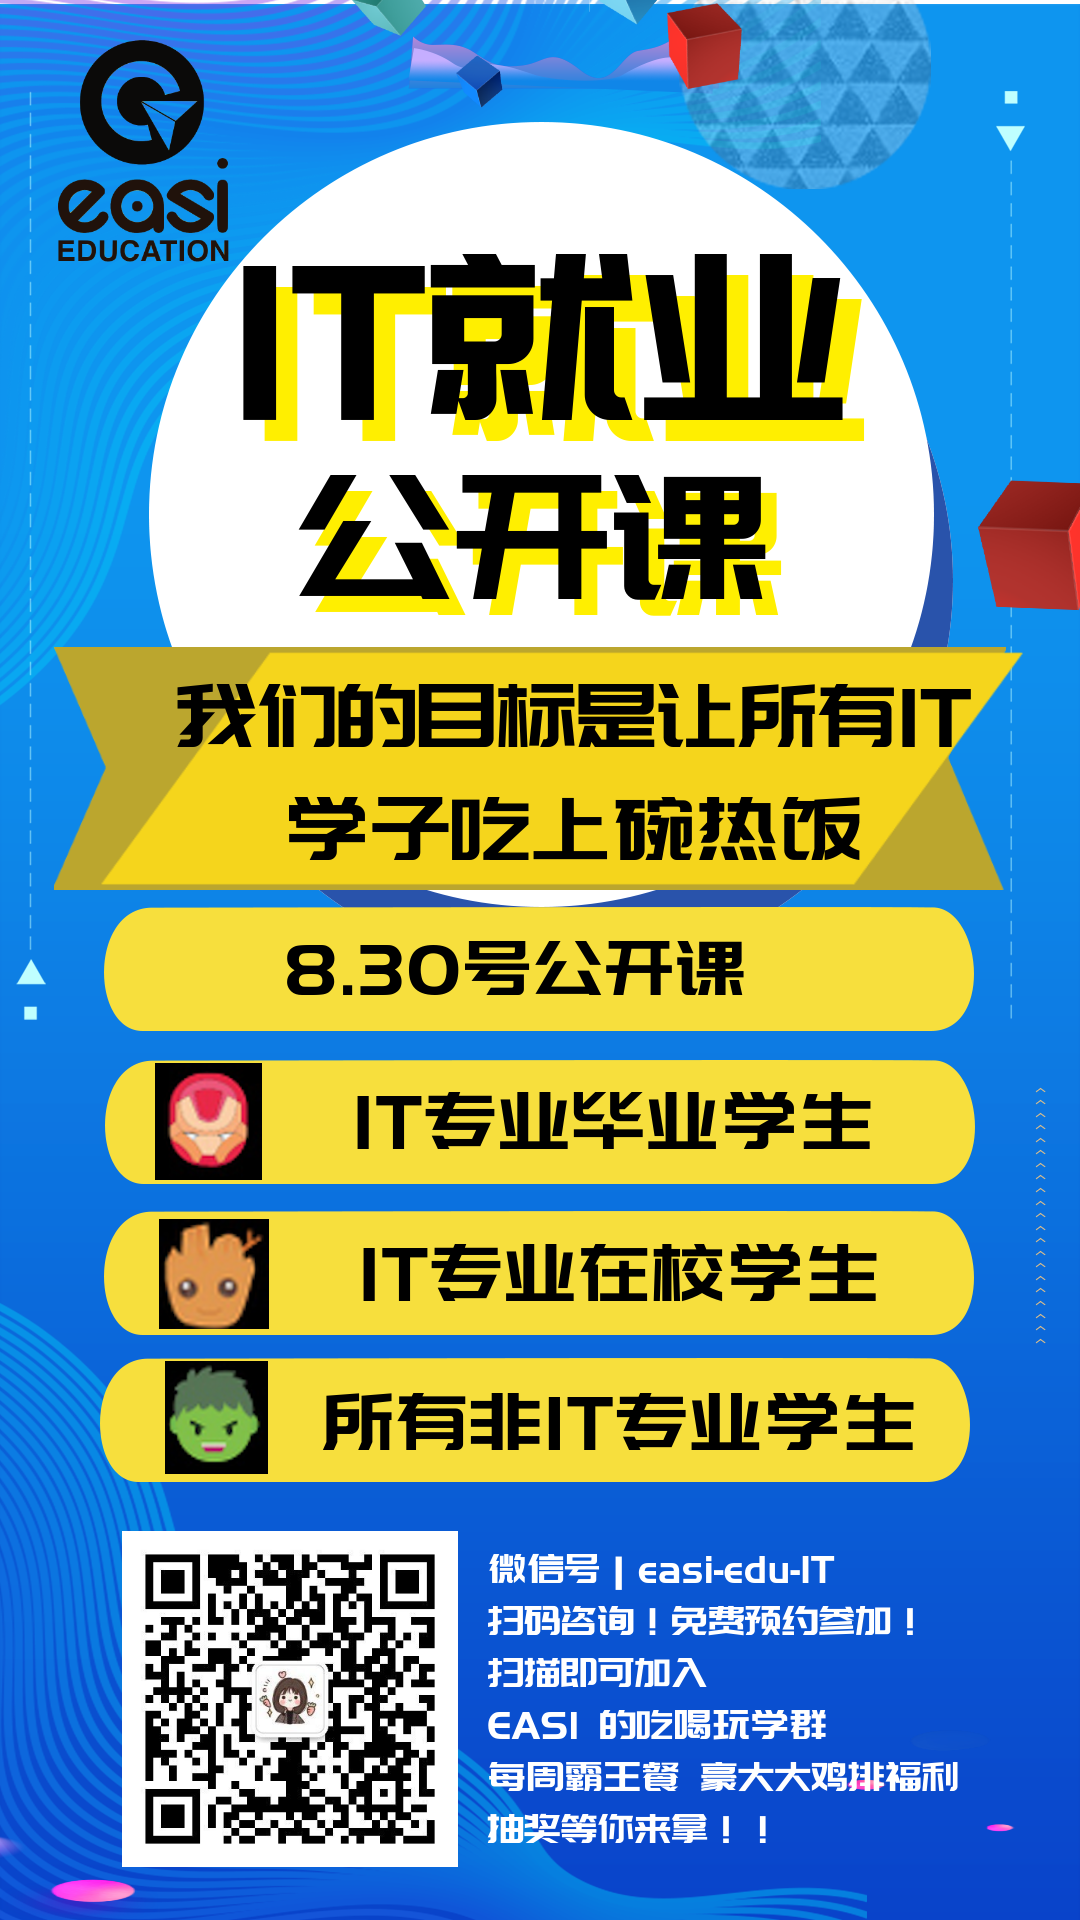 easi
EDUCATION
IT就业
公开课
我们的目标是让所有IT
学子吃上碗热饭
8.30号公开课
IT专业毕业学生
IT专业在校学生
所有非IT专业学生
微信号 | easi-edu-IT
扫码咨询！免费预约参加！
扫描即可加入
EASI 的吃喝玩学群
每周霸王餐 豪大大鸡排福利
抽奖等你来拿！！